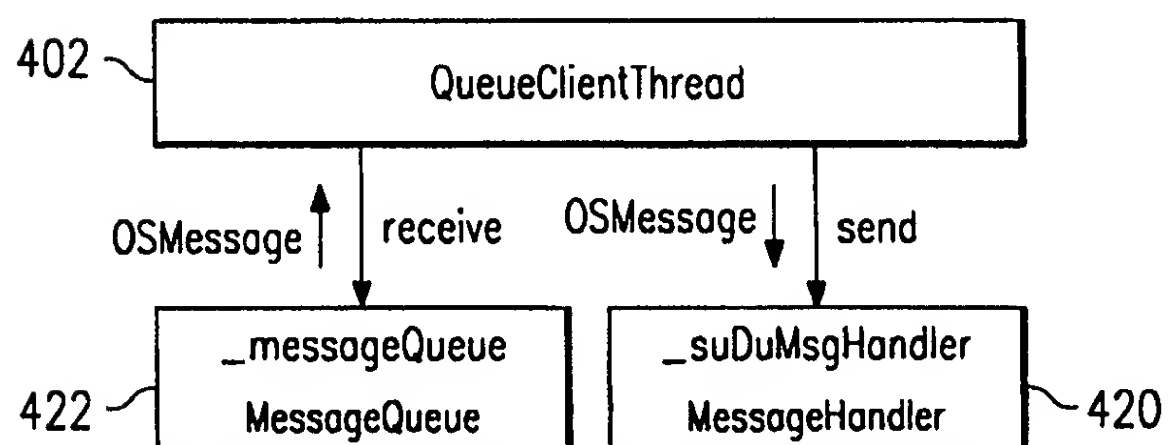 402
QueueClientThread
OSMessage receive OSMessage send
_messageQueue
MessageQueue
_suDuMsgHandler
MessageHandler
422
420